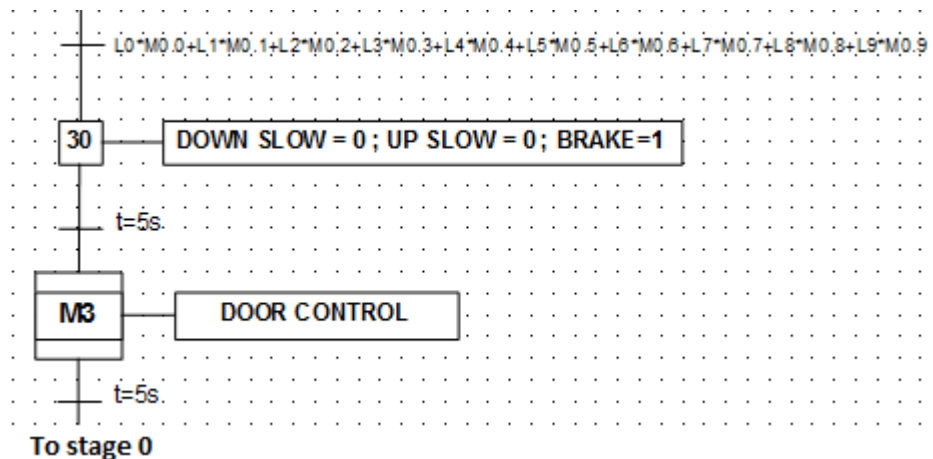 L0*M0.0+L1*M0.1+L2*M0.2+L3*M0.3+L4*M0.4+L5*M0.5+L6*M0.6+L7*M0.7+L8*M0.8+L9*M0.9
30 DOWN SLOW = 0 ; UP SLOW = 0 ; BRAKE=1
t=5s
M3 DOOR CONTROL
t=5s
To stage 0